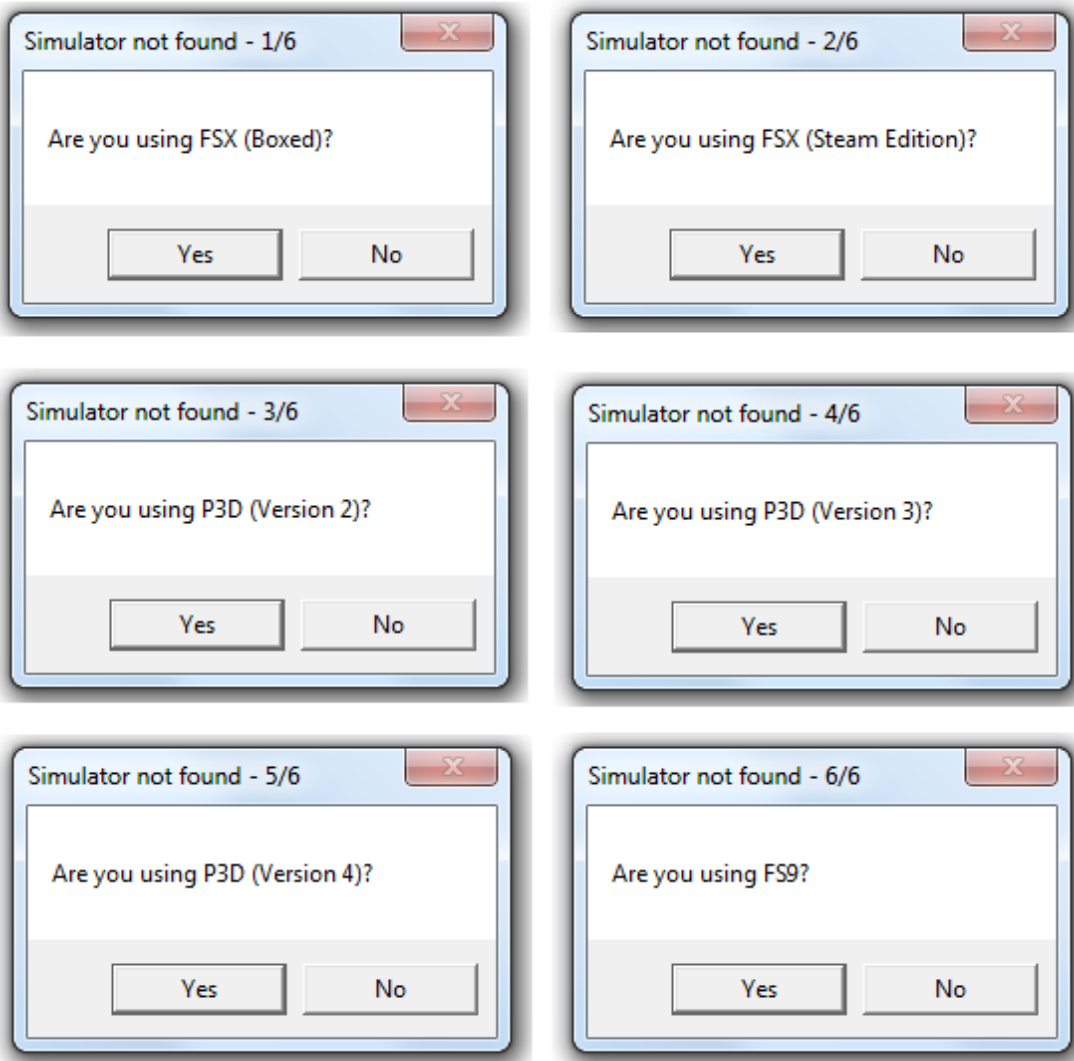 Simulator not found - 1/6
Are you using FSX (Boxed)?
Yes No
Simulator not found - 2/6
Are you using FSX (Steam Edition)?
Yes No
Simulator not found - 3/6
Are you using P3D (Version 2)?
Yes No
Simulator not found - 4/6
Are you using P3D (Version 3)?
Yes No
Simulator not found - 5/6
Are you using P3D (Version 4)?
Yes No
Simulator not found - 6/6
Are you using FS9?
Yes No